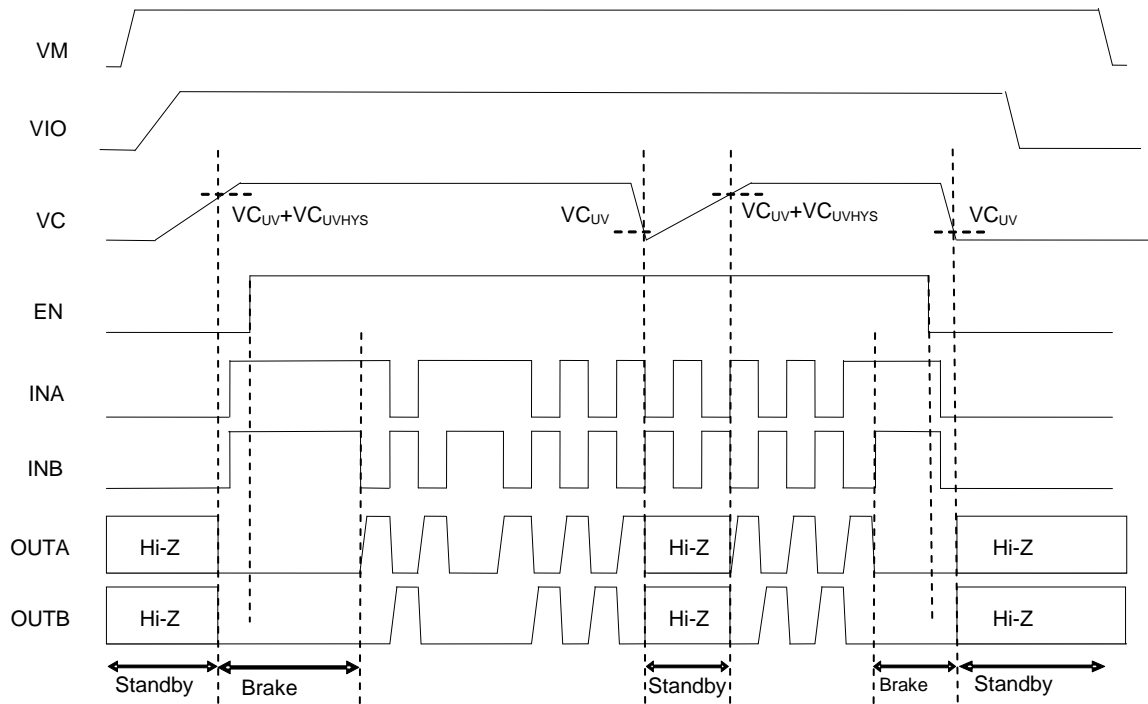 VM
VIO
VC
VCUV+VCUVHYS
VCUV
VCUV+VCUVHYS
VCUV
EN
INA
INB
OUTA
Hi-Z
Hi-Z
Hi-Z
OUTB
Hi-Z
Hi-Z
Hi-Z
Standby
Brake
Standby
Brake
Standby